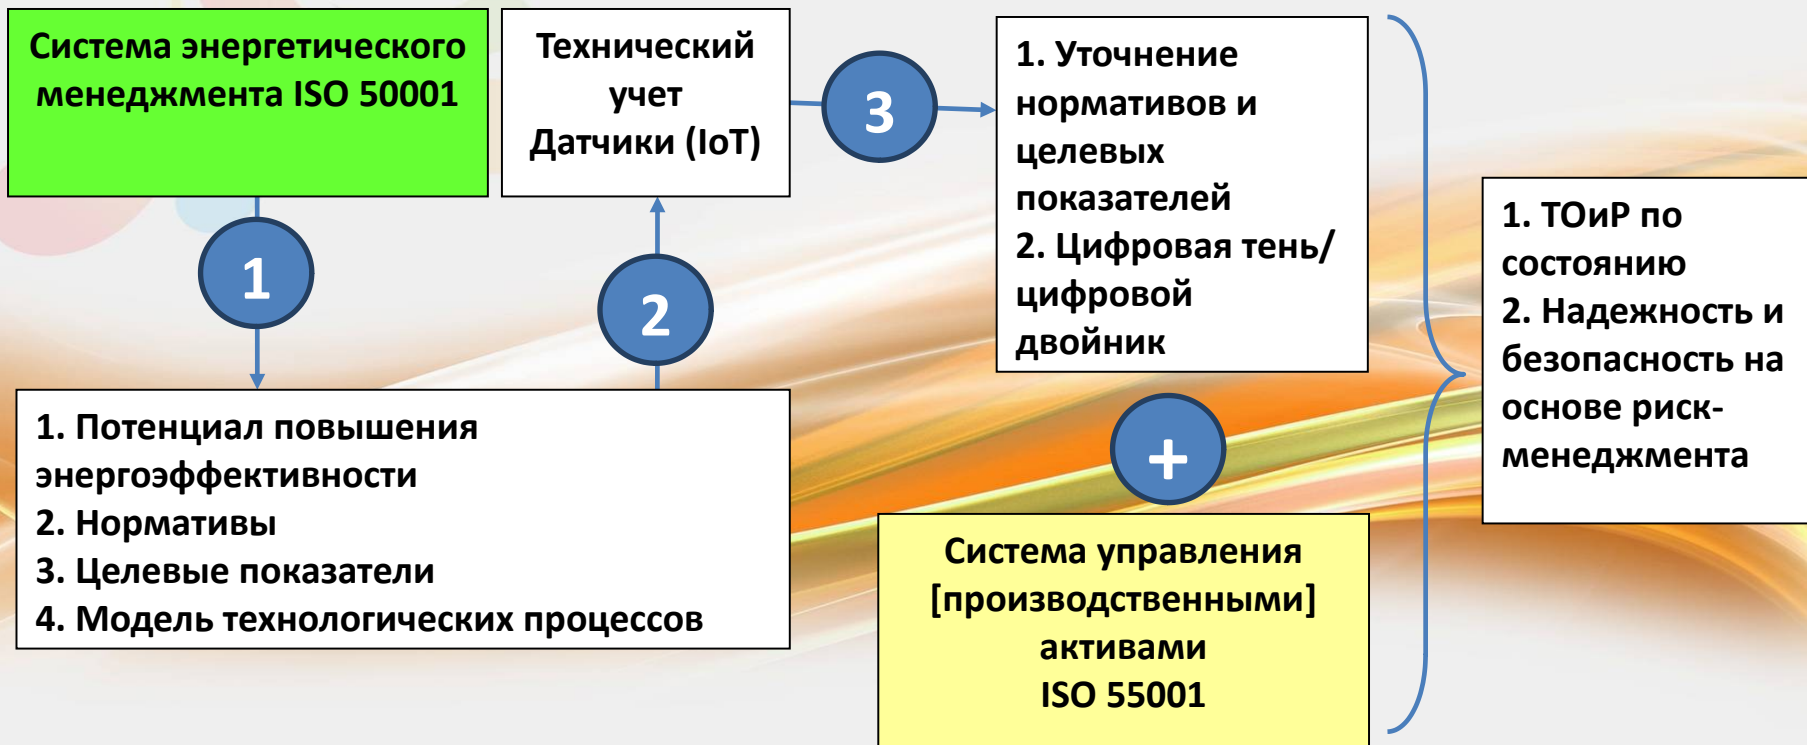 Система энергетического
менеджмента ISO 50001
Технический
учет
Датчики (IoT)
3
1. Уточнение
нормативов и
целевых
показателей
2. Цифровая тень/
цифровой
двойник
1
2
1. ТОиР по
состоянию
2. Надежность и
безопасность на
основе риск-
менеджмента
1. Потенциал повышения
энергоэффективности
2. Нормативы
3. Целевые показатели
4. Модель технологических процессов
+
Система управления
[производственными]
активами
ISO 55001